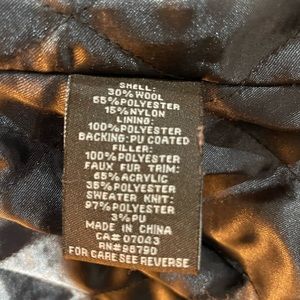 SHELL:
30% WOOL
55%POLYESTER
15%NYLON
LINING:
100%POLYESTER
BACKING:PU COATED
FILLER:
100%POLYESTER
FAUX FUR TRIM:
65%ACRYLIC
35%POLYESTER
SWEATER KNIT:
97%POLYESTER
3%PU
MADE IN CHINA
CA# 07043
RN#98790
FOR CARE SEE REVERSE